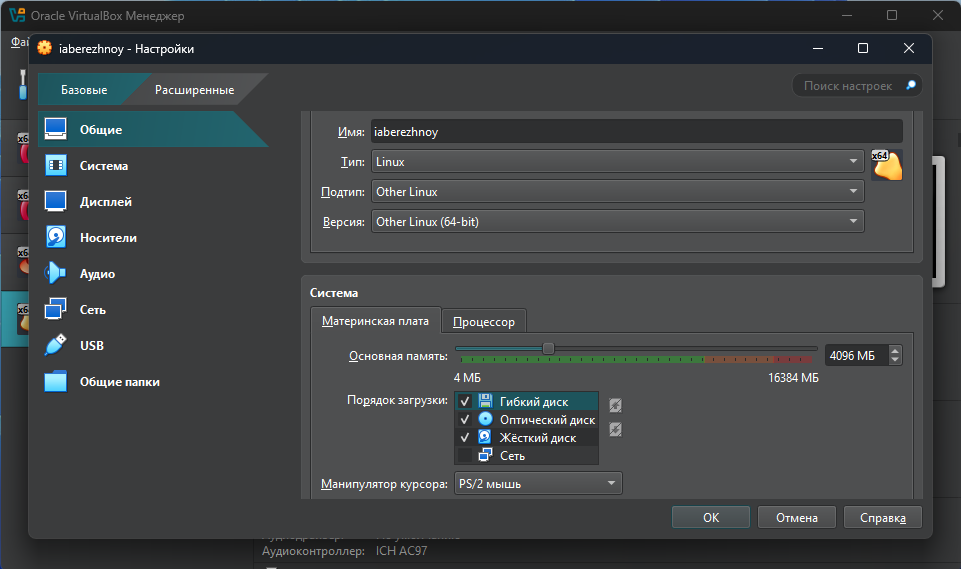 Oracle VirtualBox Менеджер
Фай
iaberezhnoy - Настройки
Базовые
Расширенные
Поиск настроек
Общие
Система
Дисплей
Носители
Аудио
Сеть
USB
Общие папки
Имя: iaberezhnoy
Тип: Linux
x64
Подтип: Other Linux
Версия: Other Linux (64-bit)
Система
Материнская плата
Процессор
Основная память:
4096 МБ
4 МБ
16384 МБ
Порядок загрузки:
Гибкий диск
Оптический диск
Жёсткий диск
Сеть
Манипулятор курсора: PS/2 мышь
OK
Отмена
Справка
Аудиоконтроллер: ICH AC97